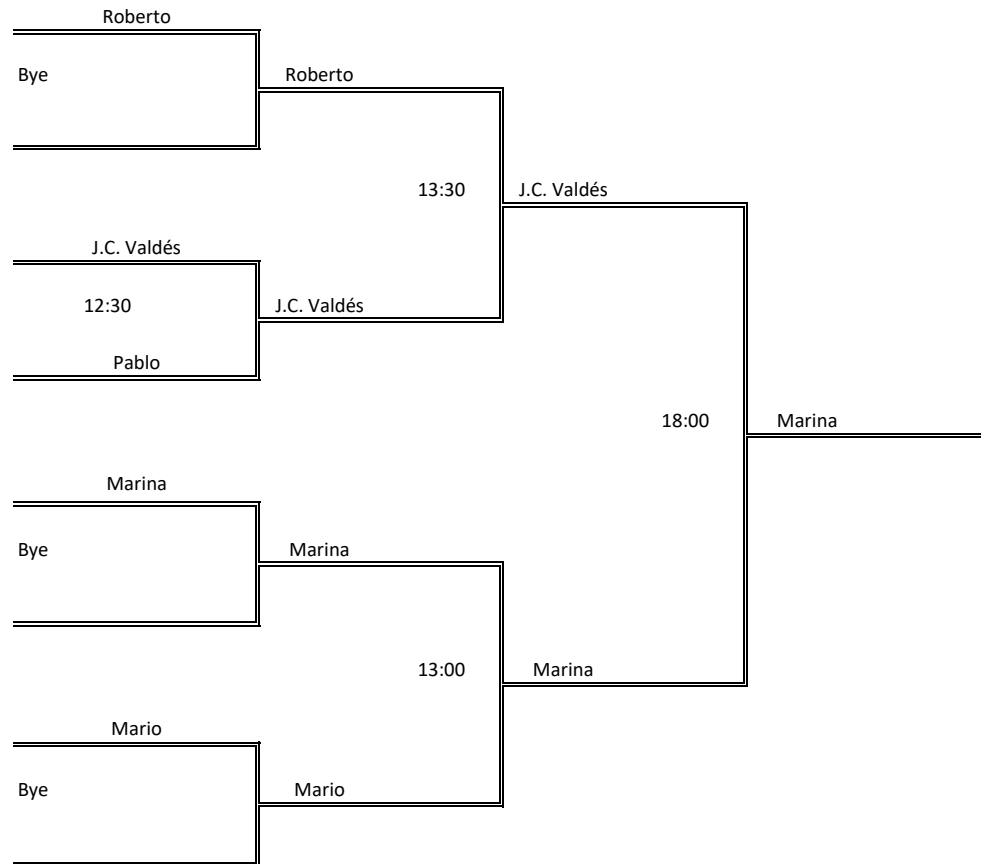 Roberto
Bye
Roberto
13:30
J.C. Valdés
J.C. Valdés
12:30
J.C. Valdés
Pablo
18:00
Marina
Marina
Bye
Marina
13:00
Marina
Mario
Bye
Mario